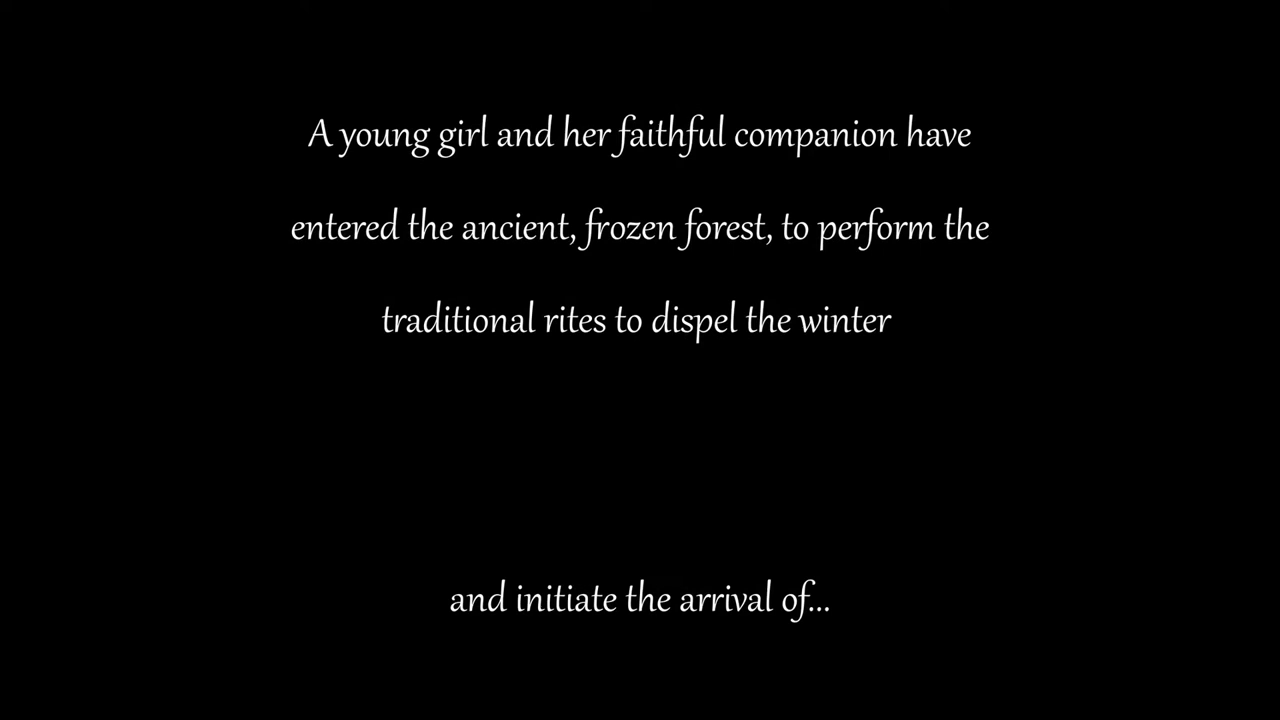 A young girl and her faithful companion have
entered the ancient, frozen forest, to perform the
traditional rites to dispel the winter
and initiate the arrival of...